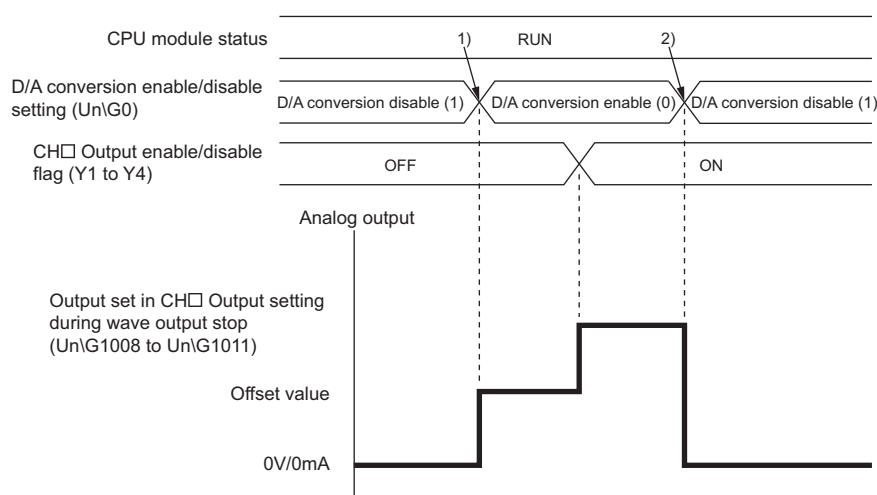 CPU module status
1)
RUN
2)
D/A conversion enable/disable
setting (Un\G0)
D/A conversion disable (1)
D/A conversion enable (0)
D/A conversion disable (1)
CH□ Output enable/disable
flag (Y1 to Y4)
OFF
ON
Analog output
Output set in CH□ Output setting
during wave output stop
(Un\G1008 to Un\G1011)
Offset value
0V/0mA